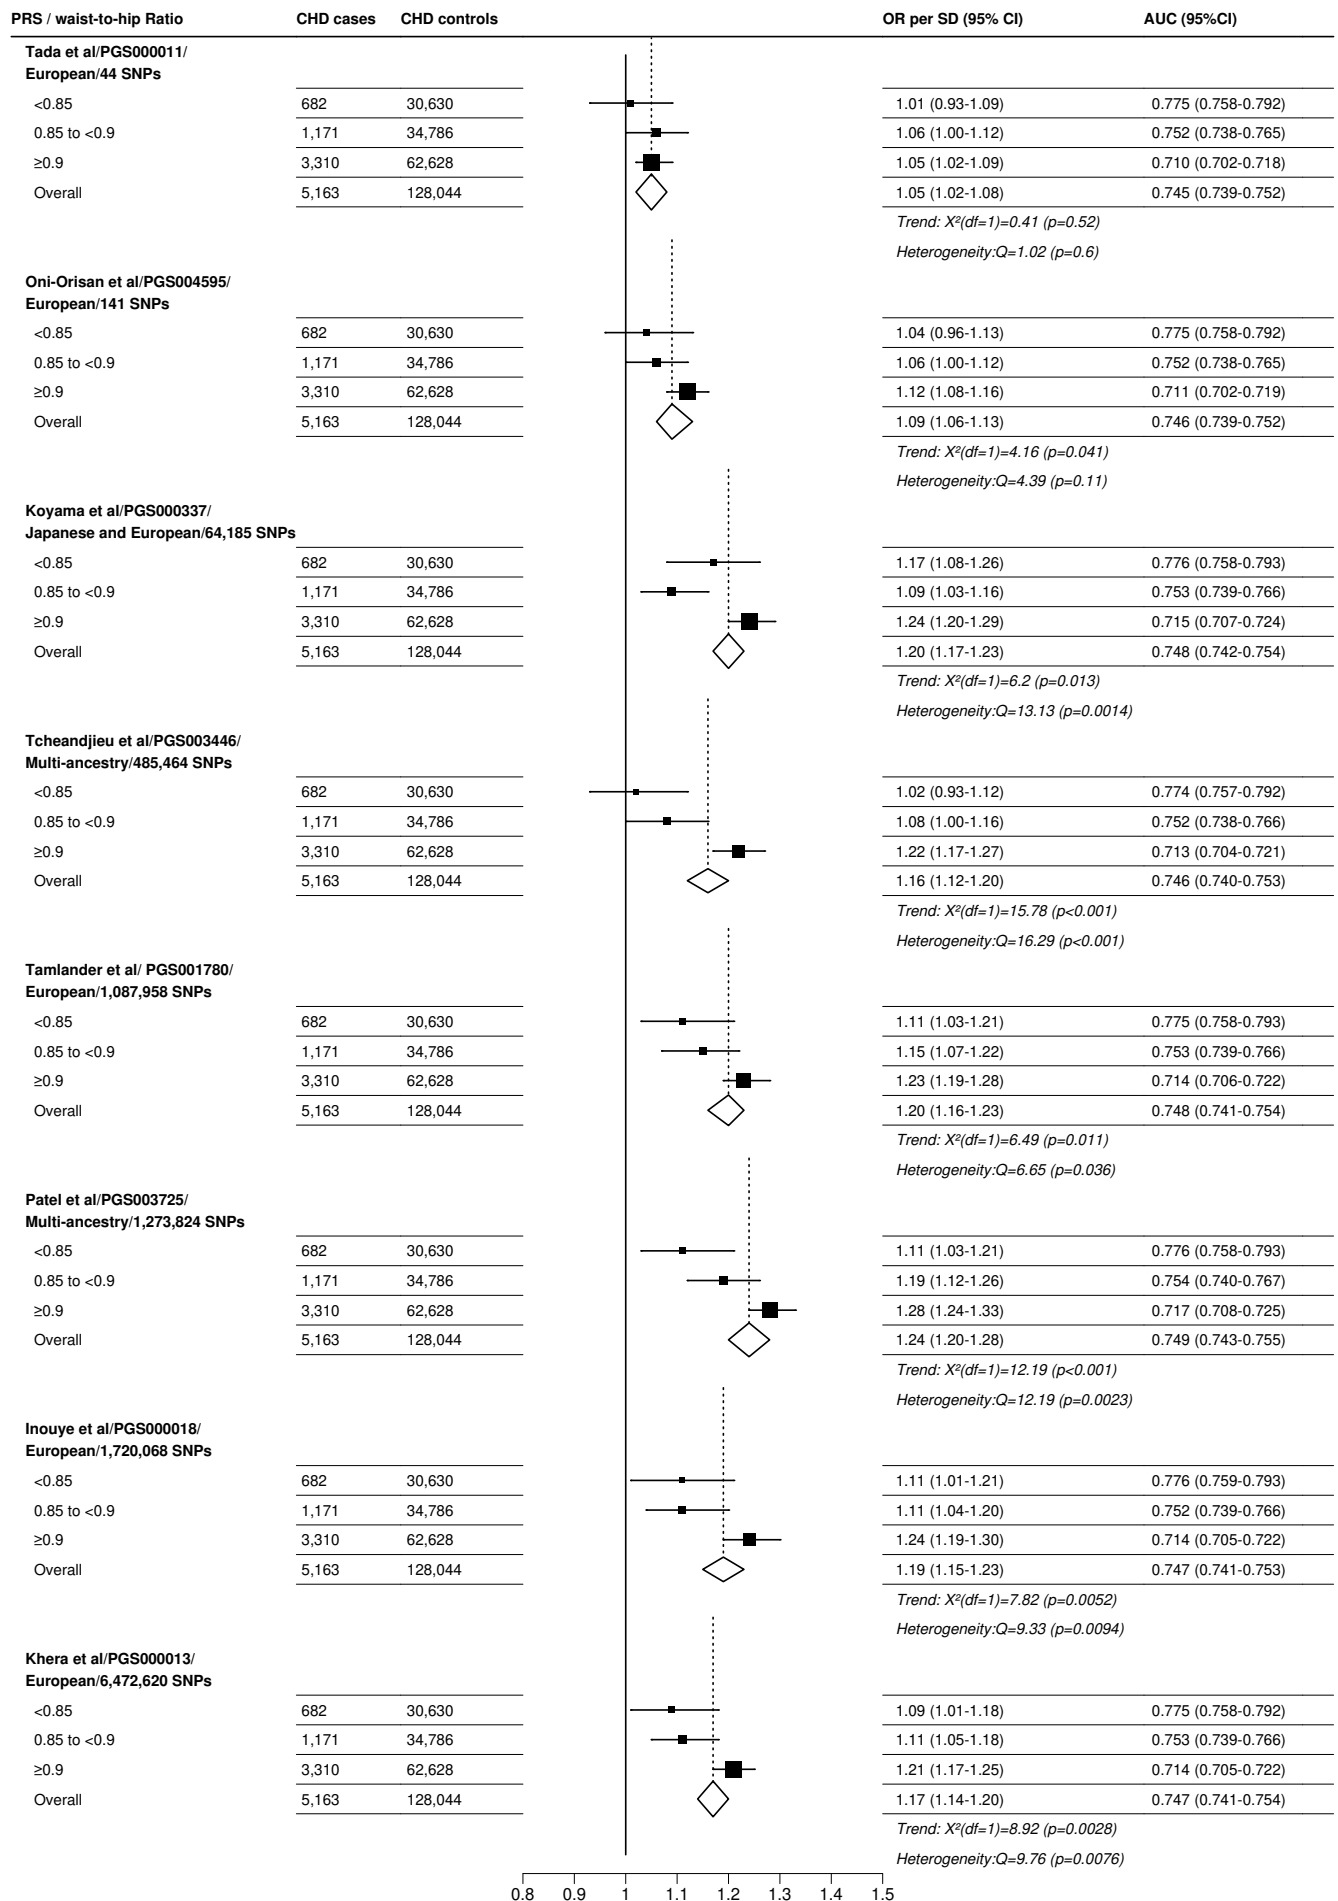 PRS / waist-to-hip Ratio CHD cases CHD controls OR per SD (95% CI) AUC (95%CI)
Tada et al/PGS000011/
European/44 SNPs
<0.85 682 30,630 1.01 (0.93-1.09) 0.775 (0.758-0.792)
0.85 to <0.9 1,171 34,786 1.06 (1.00-1.12) 0.752 (0.738-0.765)
≥0.9 3,310 62,628 1.05 (1.02-1.09) 0.710 (0.702-0.718)
Overall 5,163 128,044 1.05 (1.02-1.08) 0.745 (0.739-0.752)
Trend: X²(df=1)=0.41 (p=0.52)
Heterogeneity:Q=1.02 (p=0.6)
Oni-Orisan et al/PGS004595/
European/141 SNPs
<0.85 682 30,630 1.04 (0.96-1.13) 0.775 (0.758-0.792)
0.85 to <0.9 1,171 34,786 1.06 (1.00-1.12) 0.752 (0.738-0.765)
≥0.9 3,310 62,628 1.12 (1.08-1.16) 0.711 (0.702-0.719)
Overall 5,163 128,044 1.09 (1.06-1.13) 0.746 (0.739-0.752)
Trend: X²(df=1)=4.16 (p=0.041)
Heterogeneity:Q=4.39 (p=0.11)
Koyama et al/PGS000337/
Japanese and European/64,185 SNPs
<0.85 682 30,630 1.17 (1.08-1.26) 0.776 (0.758-0.793)
0.85 to <0.9 1,171 34,786 1.09 (1.03-1.16) 0.753 (0.739-0.766)
≥0.9 3,310 62,628 1.24 (1.20-1.29) 0.715 (0.707-0.724)
Overall 5,163 128,044 1.20 (1.17-1.23) 0.748 (0.742-0.754)
Trend: X²(df=1)=6.2 (p=0.013)
Heterogeneity:Q=13.13 (p=0.0014)
Tcheandjieu et al/PGS003446/
Multi-ancestry/485,464 SNPs
<0.85 682 30,630 1.02 (0.93-1.12) 0.774 (0.757-0.792)
0.85 to <0.9 1,171 34,786 1.08 (1.00-1.16) 0.752 (0.738-0.766)
≥0.9 3,310 62,628 1.22 (1.17-1.27) 0.713 (0.704-0.721)
Overall 5,163 128,044 1.16 (1.12-1.20) 0.746 (0.740-0.753)
Trend: X²(df=1)=15.78 (p<0.001)
Heterogeneity:Q=16.29 (p<0.001)
Tamlander et al/ PGS001780/
European/1,087,958 SNPs
<0.85 682 30,630 1.11 (1.03-1.21) 0.775 (0.758-0.793)
0.85 to <0.9 1,171 34,786 1.15 (1.07-1.22) 0.753 (0.739-0.766)
≥0.9 3,310 62,628 1.23 (1.19-1.28) 0.714 (0.706-0.722)
Overall 5,163 128,044 1.20 (1.16-1.23) 0.748 (0.741-0.754)
Trend: X²(df=1)=6.49 (p=0.011)
Heterogeneity:Q=6.65 (p=0.036)
Patel et al/PGS003725/
Multi-ancestry/1,273,824 SNPs
<0.85 682 30,630 1.11 (1.03-1.21) 0.776 (0.758-0.793)
0.85 to <0.9 1,171 34,786 1.19 (1.12-1.26) 0.754 (0.740-0.767)
≥0.9 3,310 62,628 1.28 (1.24-1.33) 0.717 (0.708-0.725)
Overall 5,163 128,044 1.24 (1.20-1.28) 0.749 (0.743-0.755)
Trend: X²(df=1)=12.19 (p<0.001)
Heterogeneity:Q=12.19 (p=0.0023)
Inouye et al/PGS000018/
European/1,720,068 SNPs
<0.85 682 30,630 1.11 (1.01-1.21) 0.776 (0.759-0.793)
0.85 to <0.9 1,171 34,786 1.11 (1.04-1.20) 0.752 (0.739-0.766)
≥0.9 3,310 62,628 1.24 (1.19-1.30) 0.714 (0.705-0.722)
Overall 5,163 128,044 1.19 (1.15-1.23) 0.747 (0.741-0.753)
Trend: X²(df=1)=7.82 (p=0.0052)
Heterogeneity:Q=9.33 (p=0.0094)
Khera et al/PGS000013/
European/6,472,620 SNPs
<0.85 682 30,630 1.09 (1.01-1.18) 0.775 (0.758-0.792)
0.85 to <0.9 1,171 34,786 1.11 (1.05-1.18) 0.753 (0.739-0.766)
≥0.9 3,310 62,628 1.21 (1.17-1.25) 0.714 (0.705-0.722)
Overall 5,163 128,044 1.17 (1.14-1.20) 0.747 (0.741-0.754)
Trend: X²(df=1)=8.92 (p=0.0028)
Heterogeneity:Q=9.76 (p=0.0076)
0.8 0.9 1 1.1 1.2 1.3 1.4 1.5